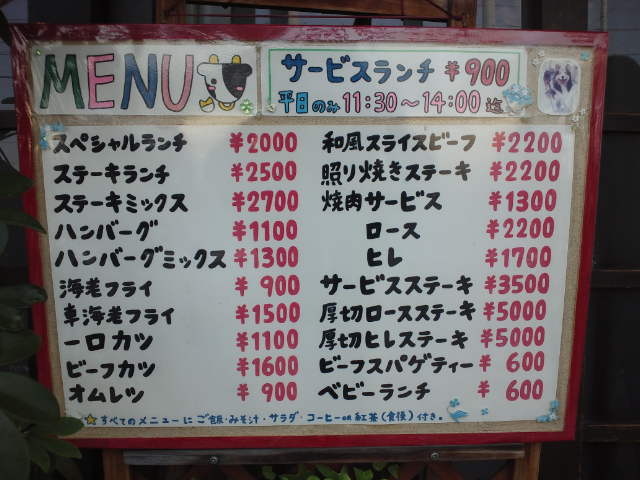 MENU
サービスランチ ¥900
平日のみ 11:30～14:00 迄
スペシャルランチ ¥2000
ステーキランチ ¥2500
ステーキミックス ¥2700
ハンバーグ ¥1100
ハンバーグミックス ¥1300
海老フライ ¥900
車海老フライ ¥1500
一口カツ ¥1100
ビーフカツ ¥1600
オムレツ ¥900
和風スライスビーフ ¥2200
照り焼きステーキ ¥2200
焼肉サービス ¥1300
ロース ¥2200
ヒレ ¥1700
サービスステーキ ¥3500
厚切ロースステーキ ¥5000
厚切ヒレステーキ ¥5000
ビーフスパゲティー ¥600
ベビーランチ ¥600
☆すべてのメニューにご飯・みそ汁・サラダ・コーヒーor紅茶(食後)付き。